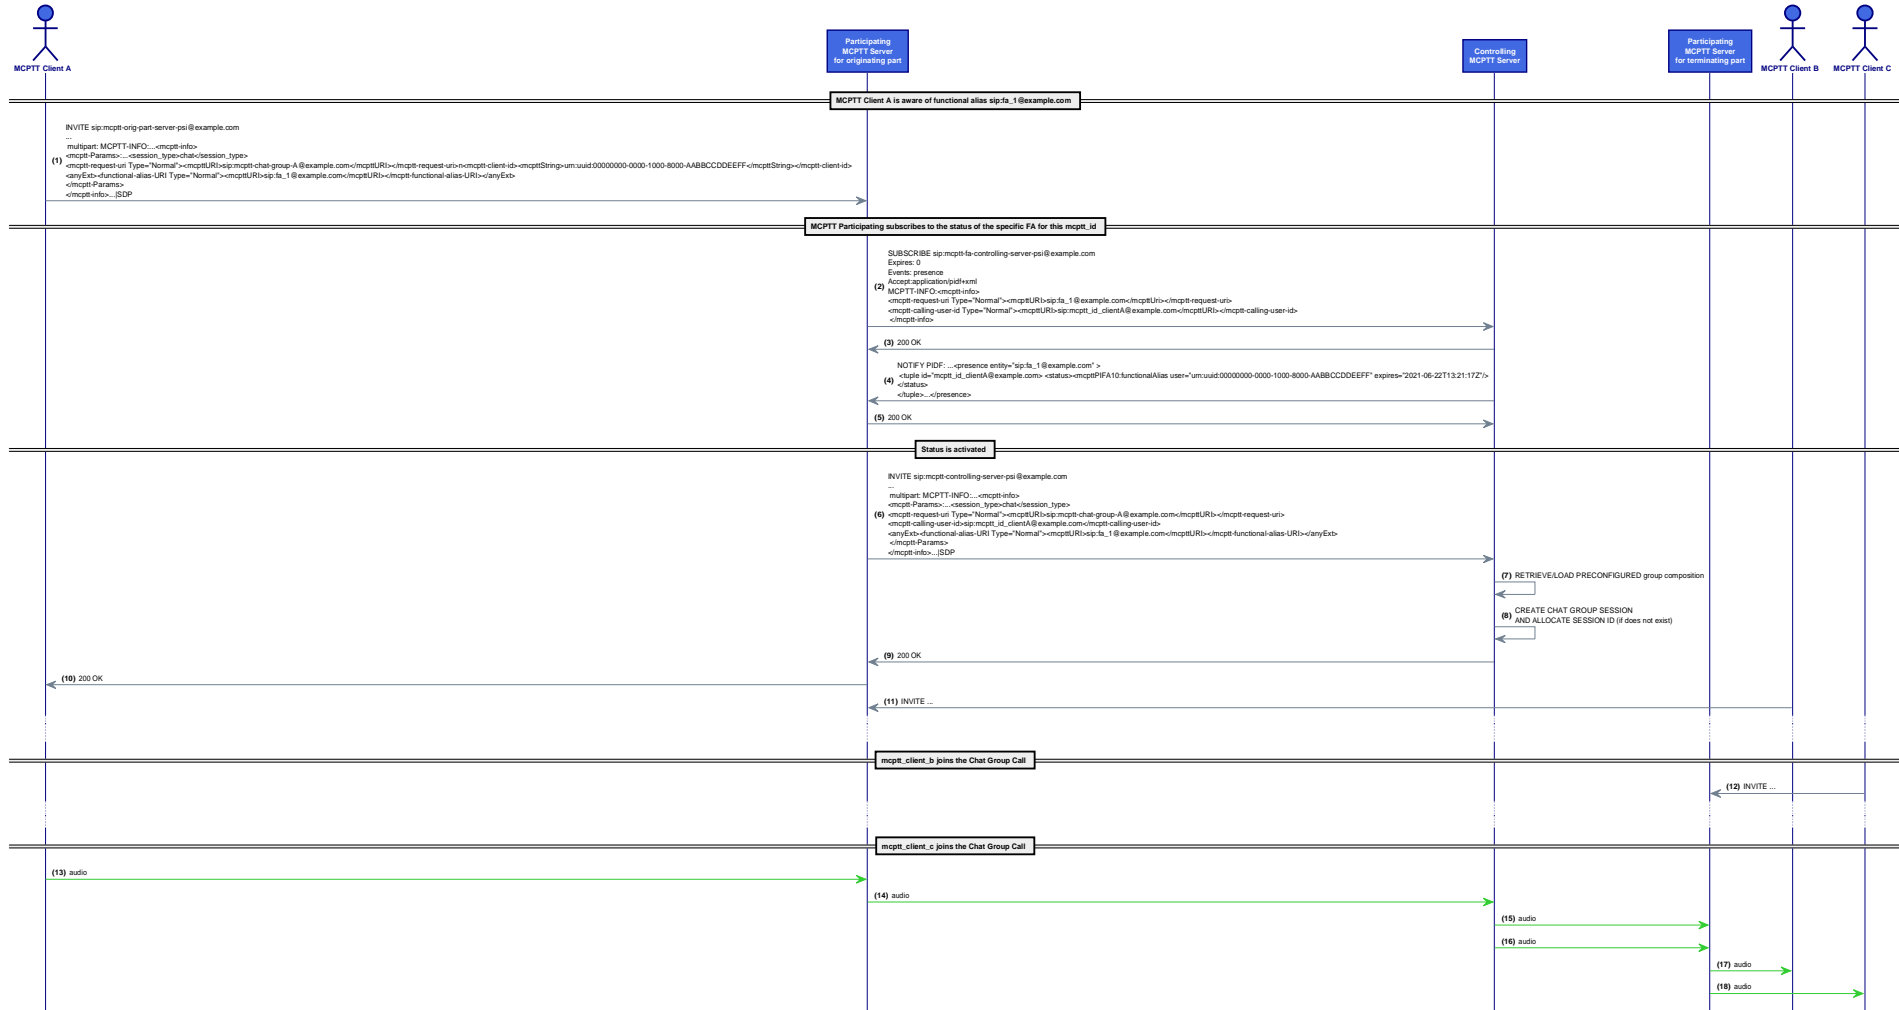 MCPTT Client A
Participating
MCPTT Server
for originating part
Controlling
MCPTT Server
Participating
MCPTT Server
for terminating part
MCPTT Client B
MCPTT Client C
MCPTT Client A is aware of functional alias sip:fa_1@example.com
INVITE sip:mcptt-orig-part-server-psi@example.com
...
multipart: MCPTT-INFO:...<mcptt-info>
<mcptt-Params>:...<session_type>chat</session_type>
(1) <mcptt-request-uri Type="Normal"><mcpttURI>sip:mcptt-chat-group-A@example.com</mcpttURI></mcptt-request-uri>n<mcptt-client-id><mcpttString>urn:uuid:00000000-0000-1000-8000-AABBCCDDEEFF</mcpttString></mcptt-client-id>
<anyExt><functional-alias-URI Type="Normal"><mcpttURI>sip:fa_1@example.com</mcpttURI></mcptt-functional-alias-URI></anyExt>
</mcptt-Params>
</mcptt-info>...|SDP
MCPTT Participating subscribes to the status of the specific FA for this mcptt_id
SUBSCRIBE sip:mcptt-fa-controlling-server-psi@example.com
Expires: 0
Events: presence
Accept:application/pidf+xml
(2) MCPTT-INFO:<mcptt-info>
<mcptt-request-uri Type="Normal"><mcpttURI>sip:fa_1@example.com</mcpttUri></mcptt-request-uri>
<mcptt-calling-user-id Type="Normal"><mcpttURI>sip:mcptt_id_clientA@example.com</mcpttURI></mcptt-calling-user-id>
</mcptt-info>
(3) 200 OK
NOTIFY PIDF: ...<presence entity="sip:fa_1@example.com" >
(4) <tuple id="mcptt_id_clientA@example.com> <status><mcpttPIFA10:functionalAlias user="urn:uuid:00000000-0000-1000-8000-AABBCCDDEEFF" expires="2021-06-22T13:21:17Z"/>
</status>
</tuple>...</presence>
(5) 200 OK
Status is activated
INVITE sip:mcptt-controlling-server-psi@example.com
...
multipart: MCPTT-INFO:...<mcptt-info>
<mcptt-Params>:...<session_type>chat</session_type>
(6) <mcptt-request-uri Type="Normal"><mcpttURI>sip:mcptt-chat-group-A@example.com</mcpttURI></mcptt-request-uri>
<mcptt-calling-user-id>sip:mcptt_id_clientA@example.com</mcptt-calling-user-id>
<anyExt><functional-alias-URI Type="Normal"><mcpttURI>sip:fa_1@example.com</mcpttURI></mcptt-functional-alias-URI></anyExt>
</mcptt-Params>
</mcptt-info>...|SDP
(7) RETRIEVE/LOAD PRECONFIGURED group composition
(8) CREATE CHAT GROUP SESSION
AND ALLOCATE SESSION ID (if does not exist)
(9) 200 OK
(10) 200 OK
(11) INVITE ...
mcptt_client_b joins the Chat Group Call
(12) INVITE ...
mcptt_client_c joins the Chat Group Call
(13) audio
(14) audio
(15) audio
(16) audio
(17) audio
(18) audio